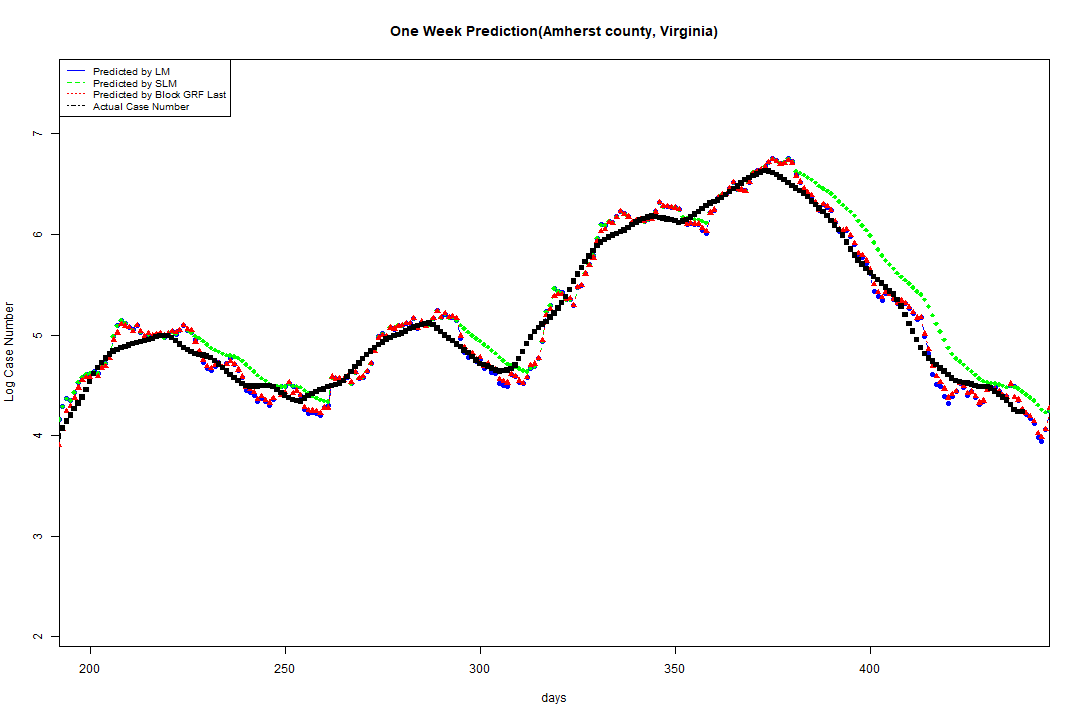 One Week Prediction(Amherst county, Virginia)
Predicted by LM
Predicted by SLM
Predicted by Block GRF Last
Actual Case Number
7
6
5
4
3
2
Log Case Number
200 250 300 350 400
days